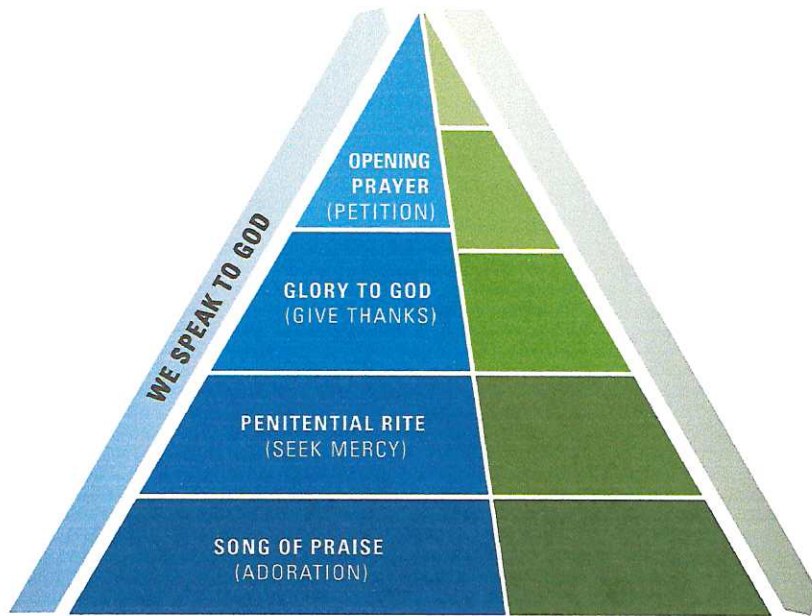 OPENING
PRAYER
(PETITION)
WE SPEAK TO GOD
GLORY TO GOD
(GIVE THANKS)
PENITENTIAL RITE
(SEEK MERCY)
SONG OF PRAISE
(ADORATION)